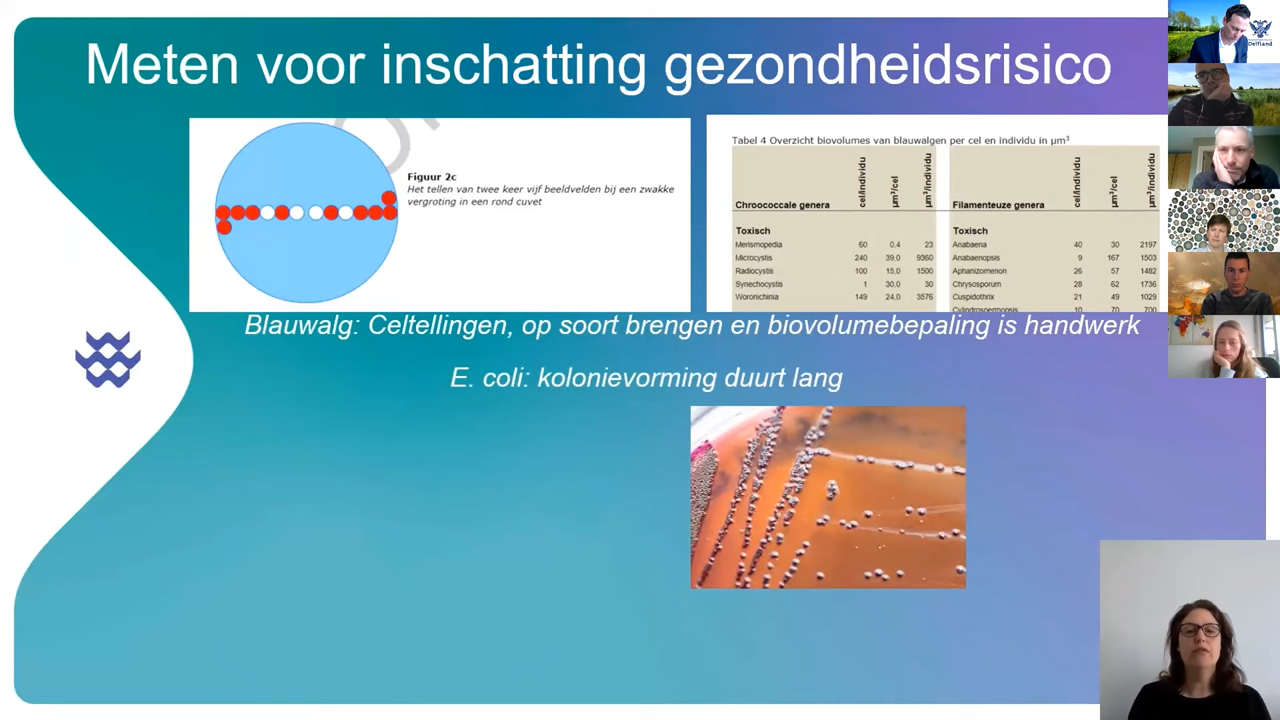 Meten voor inschatting gezondheidsrisico
Delfland
Figuur 2c
Het tellen van twee keer vijf beeldvelden bij een zwakke
vergroting in een rond cuvet
Tabel 4 Overzicht biovolumes van blauwalgen per cel en individu in µm³
Chroococcale genera cel/individu µm³/cel µm³/individu Filamenteuze genera cel/individu µm³/cel µm³/individu
Toxisch Toxisch
Merismopedia 60 0,4 23 Anabaena 40 30 2197
Microcystis 240 39,0 9360 Anabaenopsis 9 167 1503
Radiocystis 100 15,0 1500 Aphanizomenon 26 57 1482
Synechocystis 1 30,0 30 Chrysosporum 28 62 1736
Woronichinia 149 24,0 3576 Cuspidothrix 21 49 1029
Cylindrospermopsis 10 70 700
Blauwalg: Celtellingen, op soort brengen en biovolumebepaling is handwerk
E. coli: kolonievorming duurt lang